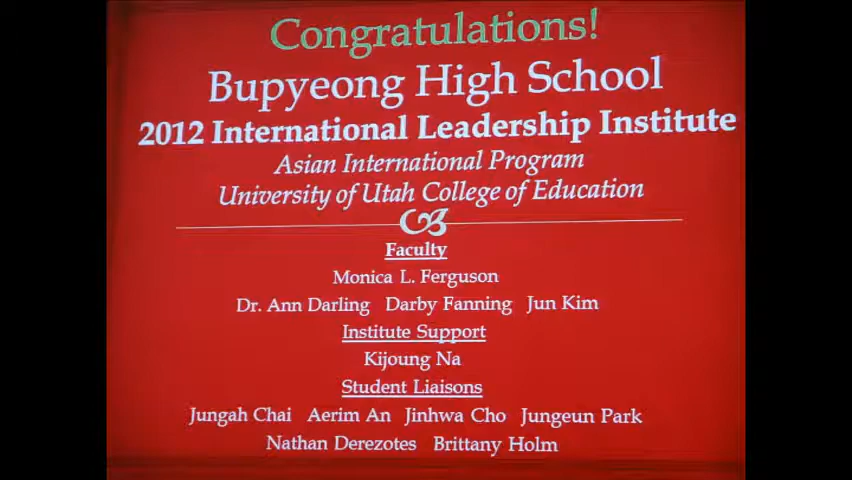 Congratulations!
Bupyeong High School
2012 International Leadership Institute
Asian International Program
University of Utah College of Education
Faculty
Monica L. Ferguson
Dr. Ann Darling Darby Fanning Jun Kim
Institute Support
Kijoung Na
Student Liaisons
Jungah Chai Aerim An Jinhwa Cho Jungeun Park
Nathan Derezotes Brittany Holm